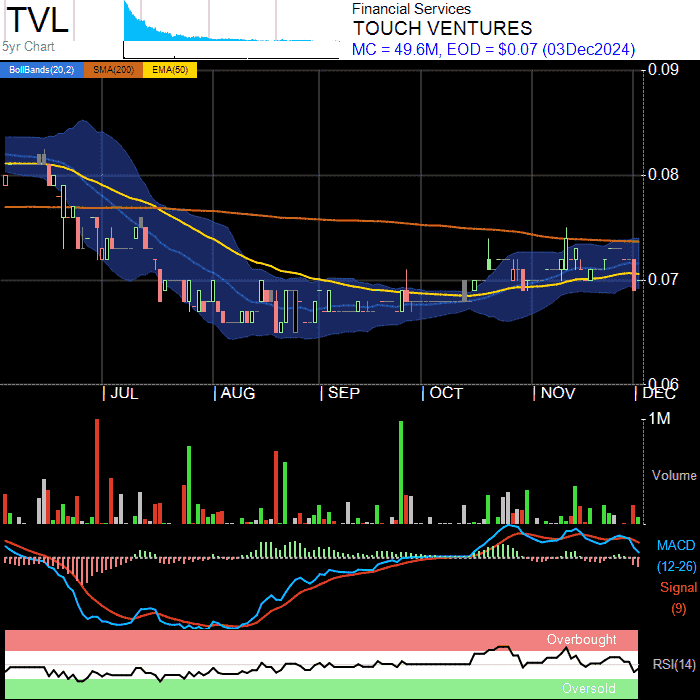 TVL
5yr Chart
Financial Services
TOUCH VENTURES
MC = 49.6M, EOD = $0.07 (03Dec2024)
BollBands(20,2) SMA(200) EMA(50)
0.09
0.08
0.07
0.06
JUL AUG SEP OCT NOV DEC
1M
Volume
MACD
(12-26)
Signal
(9)
Overbought
RSI(14)
Oversold